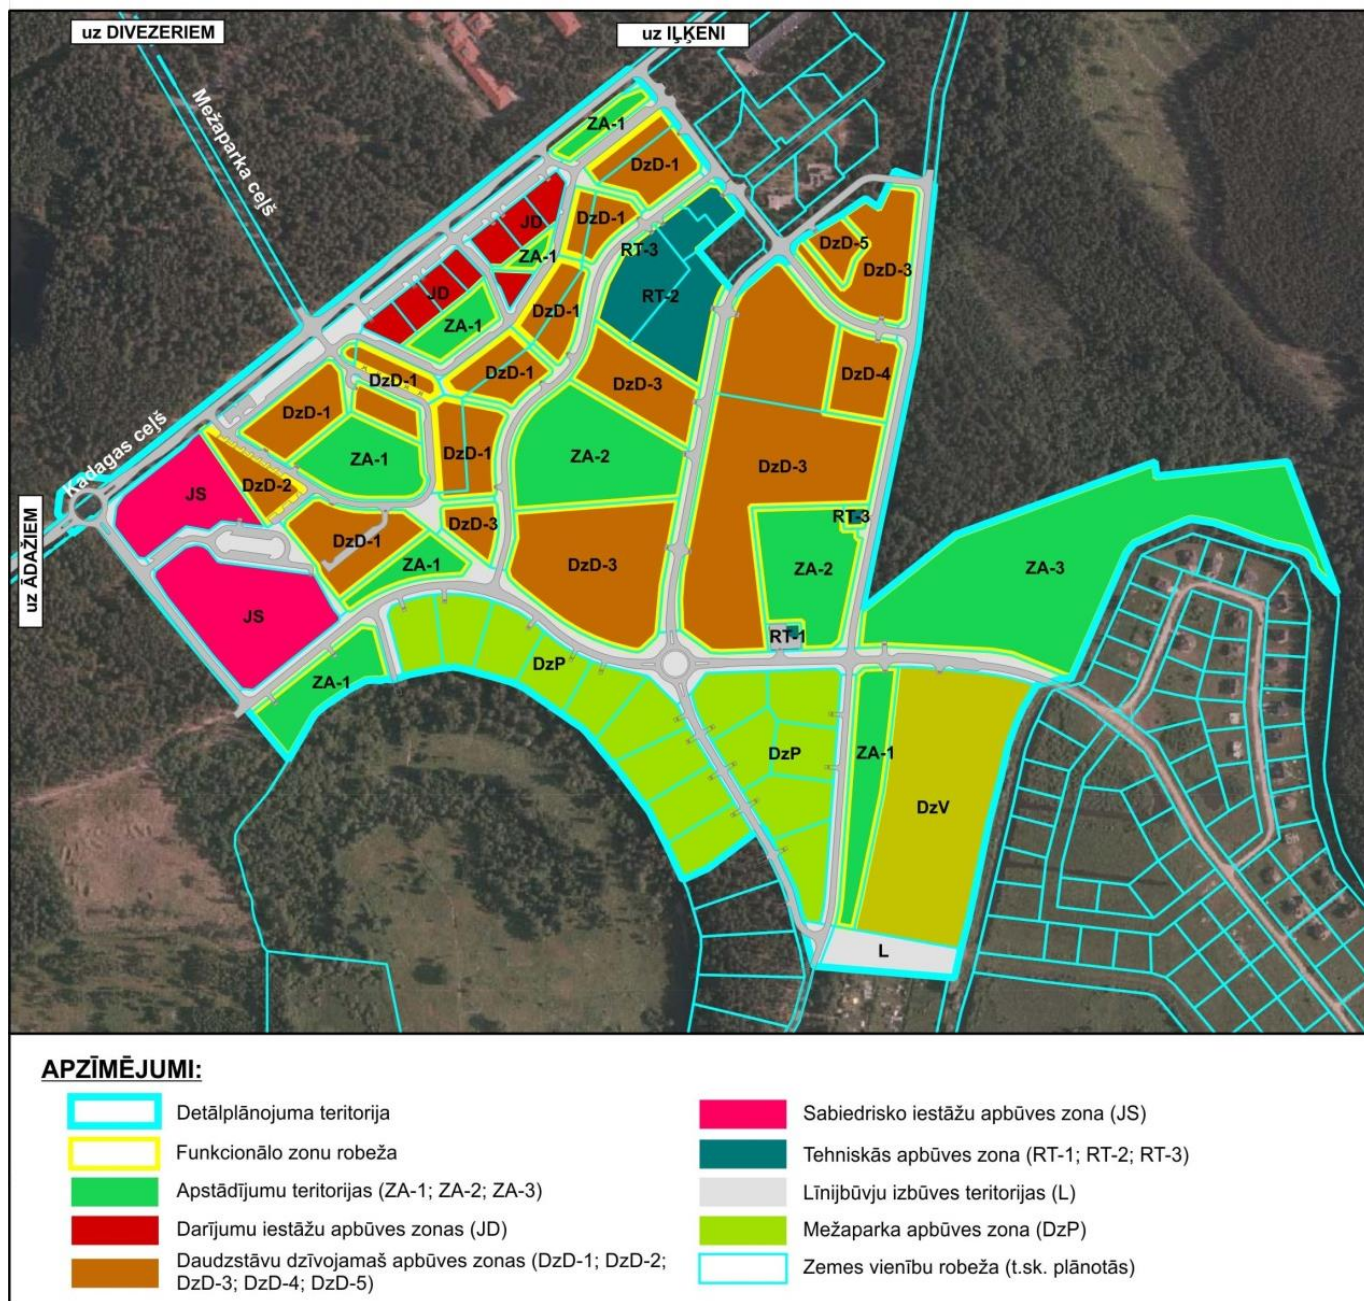 uz DIVEZERIEM
uz IĻĶENI
Mežaparka ceļš
ZA-1
DzD-1
JD
DzD-1
ZA-1
RT-3
DzD-5
DzD-3
JD
RT-2
DzD-1
ZA-1
DzD-1
DzD-1
DzD-3
DzD-4
DzD-1
Kadagas ceļš
ZA-1
DzD-1
ZA-2
DzD-3
JS
DzD-2
RT-3
DzD-3
DzD-1
uz ĀDAŽIEM
ZA-1
DzD-3
ZA-2
ZA-3
JS
RT-1
DzP
ZA-1
DzP
ZA-1
DzV
L
APZĪMĒJUMI:
Detālplānojuma teritorija
Funkcionālo zonu robeža
Apstādījumu teritorijas (ZA-1; ZA-2; ZA-3)
Darījumu iestāžu apbūves zonas (JD)
Daudzstāvu dzīvojamaš apbūves zonas (DzD-1; DzD-2;
DzD-3; DzD-4; DzD-5)
Sabiedrisko iestāžu apbūves zona (JS)
Tehniskās apbūves zona (RT-1; RT-2; RT-3)
Līnijbūvju izbūves teritorijas (L)
Mežaparka apbūves zona (DzP)
Zemes vienību robeža (t.sk. plānotās)